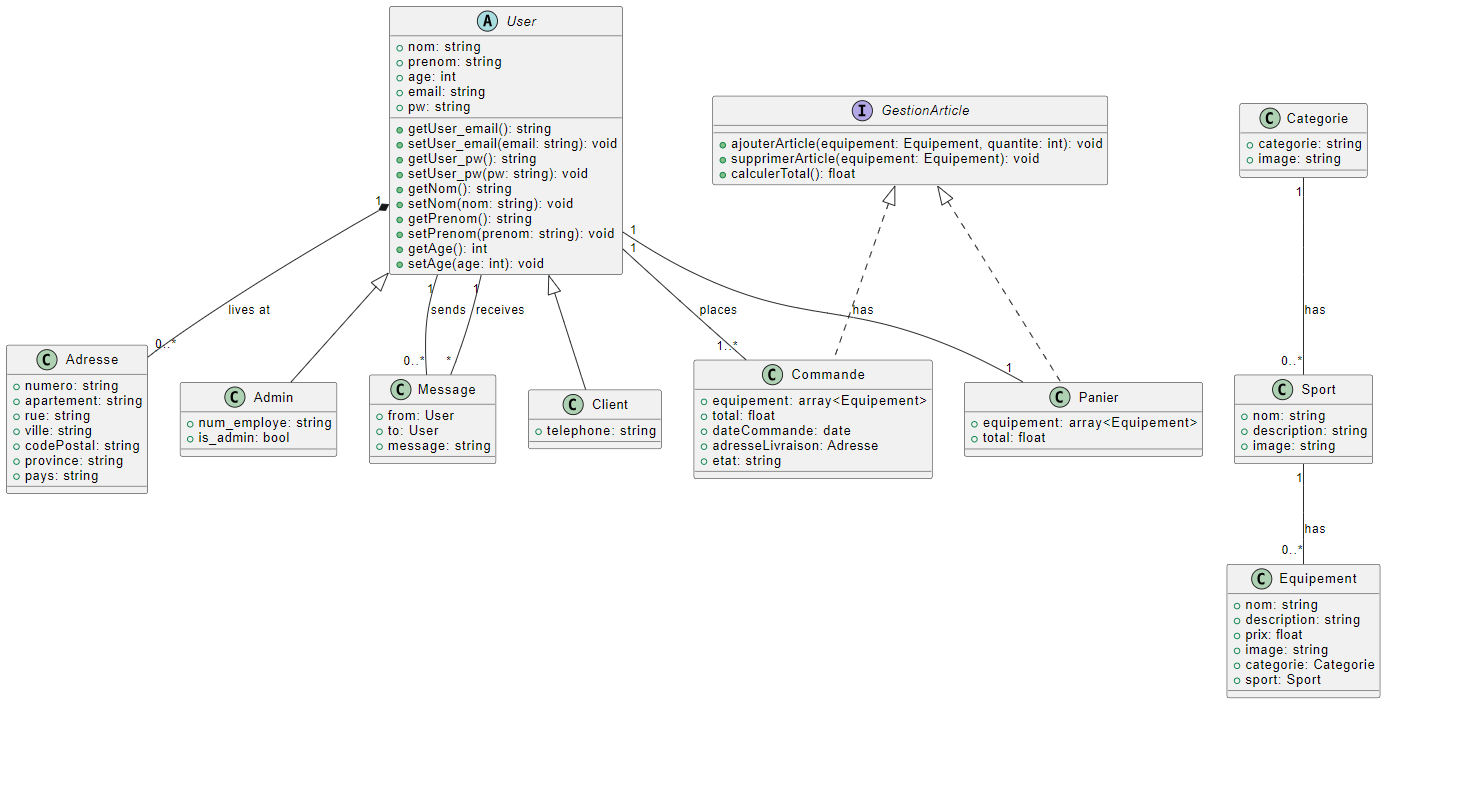 A User
nom: string
prenom: string
age: int
email: string
pw: string
getUser_email(): string
setUser_email(email: string): void
getUser_pw(): string
setUser_pw(pw: string): void
getNom(): string
setNom(nom: string): void
getPrenom(): string
setPrenom(prenom: string): void
getAge(): int
setAge(age: int): void
I GestionArticle
ajouterArticle(equipement: Equipement, quantite: int): void
supprimerArticle(equipement: Equipement): void
calculerTotal(): float
C Categorie
categorie: string
image: string
1
1
1
1
1
1
lives at
sends
receives
places
has
has
0..*
0..*
*
1..*
1
0..*
C Adresse
numero: string
apartement: string
rue: string
ville: string
codePostal: string
province: string
pays: string
C Admin
num_employe: string
is_admin: bool
C Message
from: User
to: User
message: string
C Client
telephone: string
C Commande
equipement: array<Equipement>
total: float
dateCommande: date
adresseLivraison: Adresse
etat: string
C Panier
equipement: array<Equipement>
total: float
C Sport
nom: string
description: string
image: string
1
has
0..*
C Equipement
nom: string
description: string
prix: float
image: string
categorie: Categorie
sport: Sport